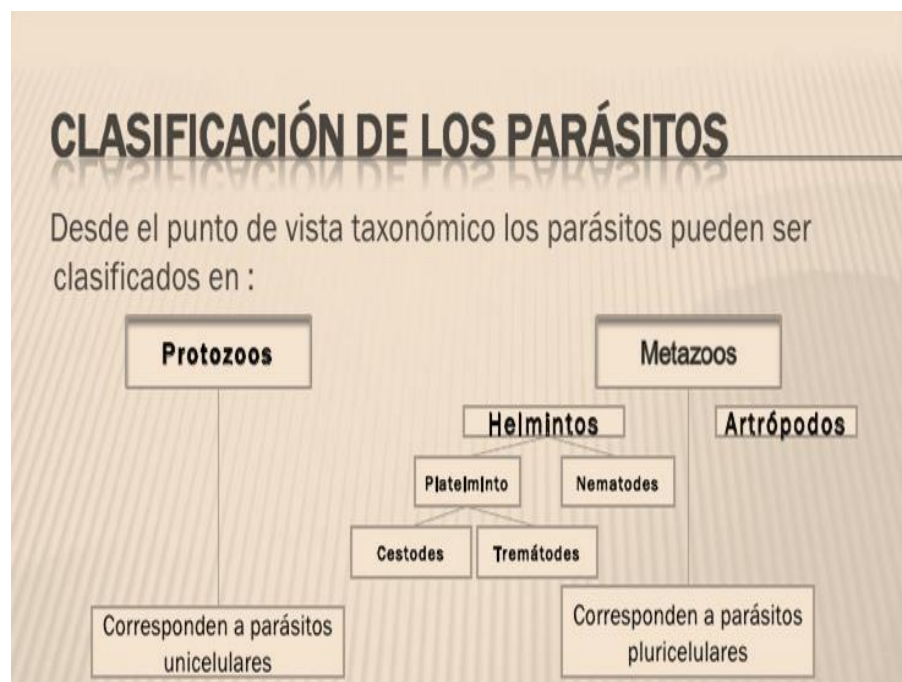 CLASIFICACIÓN DE LOS PARÁSITOS
Desde el punto de vista taxonómico los parásitos pueden ser
clasificados en :
Protozoos
Metazoos
Helmintos
Artrópodos
Platelminto
Nematodes
Cestodes
Tremátodes
Corresponden a parásitos
unicelulares
Corresponden a parásitos
pluricelulares